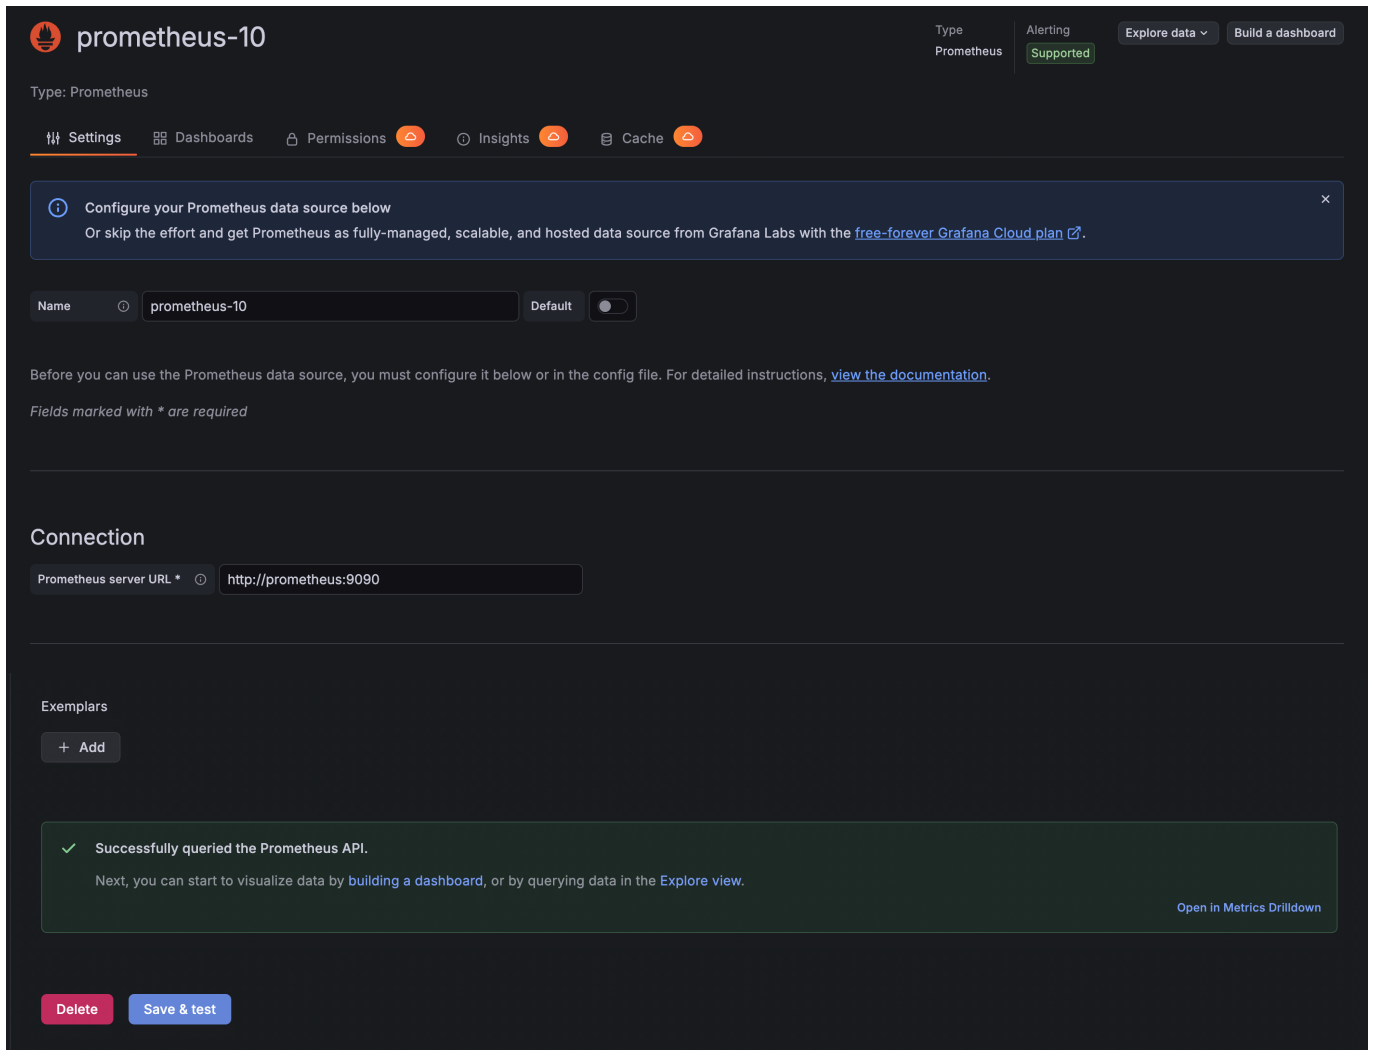 prometheus-10
Type
Prometheus
Alerting
Supported
Explore data
Build a dashboard
Type: Prometheus
Settings
Dashboards
Permissions
Insights
Cache
Configure your Prometheus data source below
Or skip the effort and get Prometheus as fully-managed, scalable, and hosted data source from Grafana Labs with the free-forever Grafana Cloud plan.
Name
prometheus-10
Default
Before you can use the Prometheus data source, you must configure it below or in the config file. For detailed instructions, view the documentation.
Fields marked with * are required
Connection
Prometheus server URL *
http://prometheus:9090
Exemplars
+ Add
Successfully queried the Prometheus API.
Next, you can start to visualize data by building a dashboard, or by querying data in the Explore view.
Open in Metrics Drilldown
Delete
Save & test